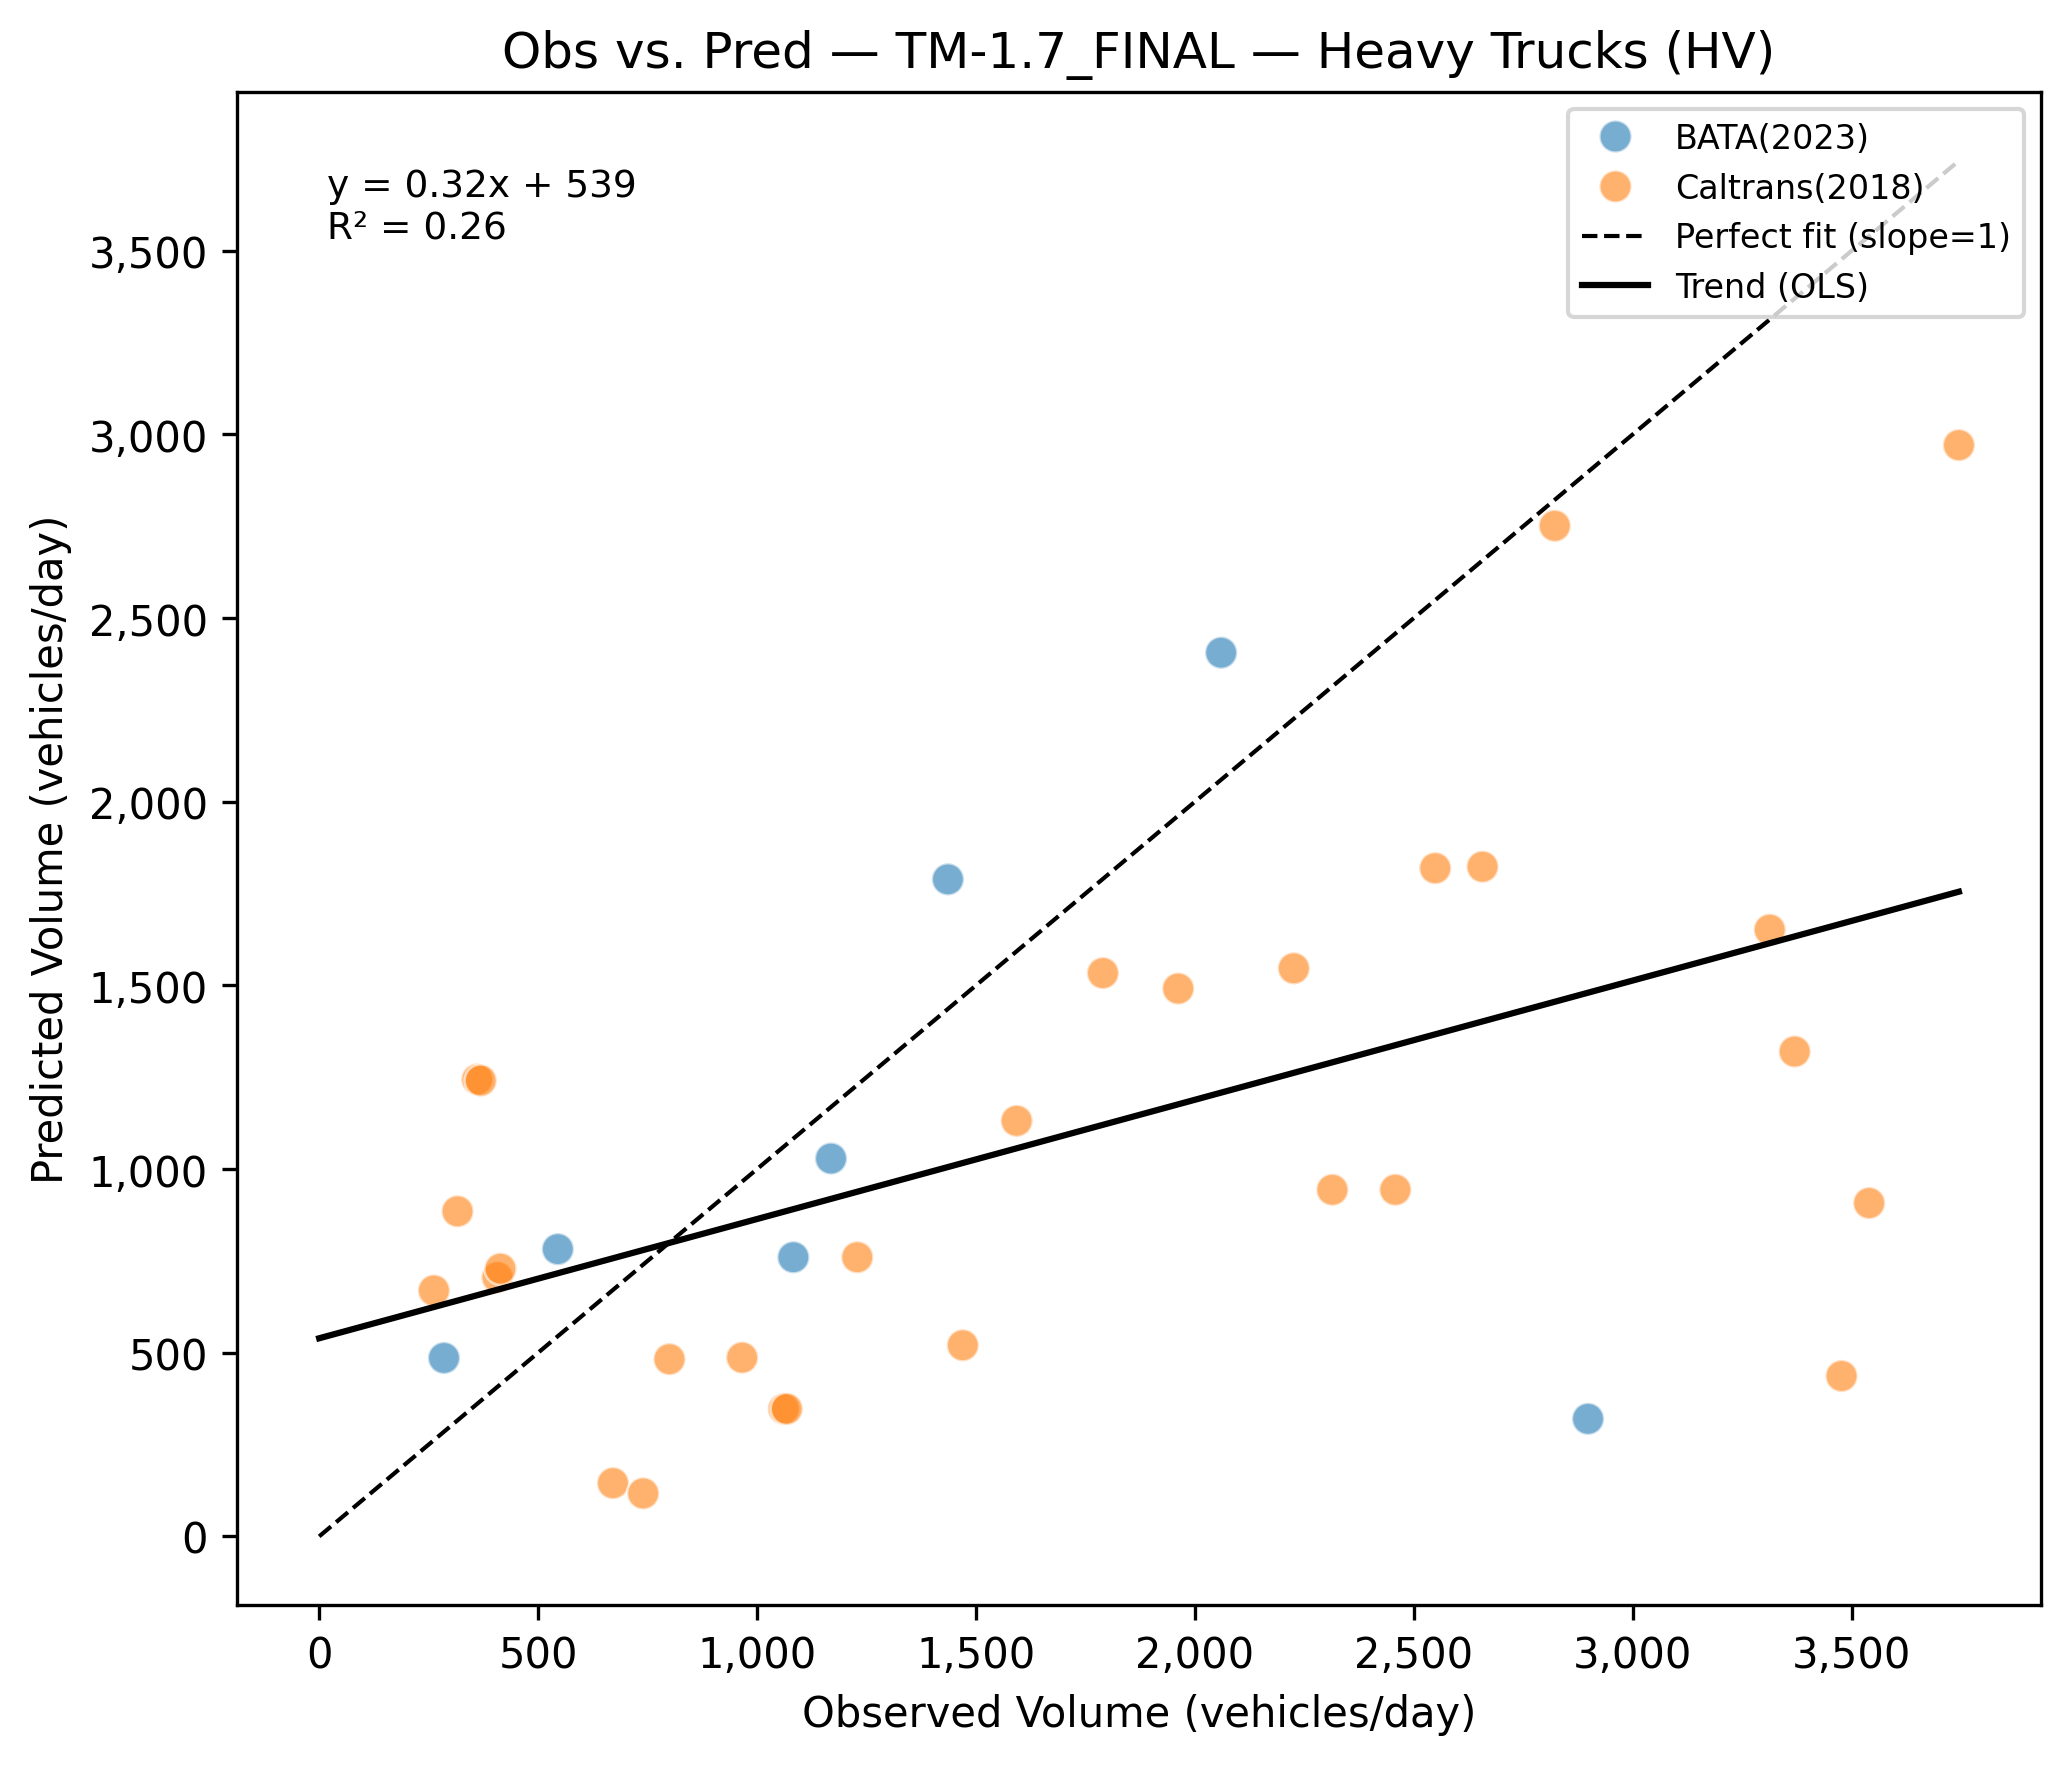 Obs vs. Pred — TM-1.7_FINAL — Heavy Trucks (HV)
y = 0.32x + 539
R² = 0.26
BATA(2023)
Caltrans(2018)
Perfect fit (slope=1)
Trend (OLS)
Predicted Volume (vehicles/day)
3,500
3,000
2,500
2,000
1,500
1,000
500
0
0
500
1,000
1,500
2,000
2,500
3,000
3,500
Observed Volume (vehicles/day)